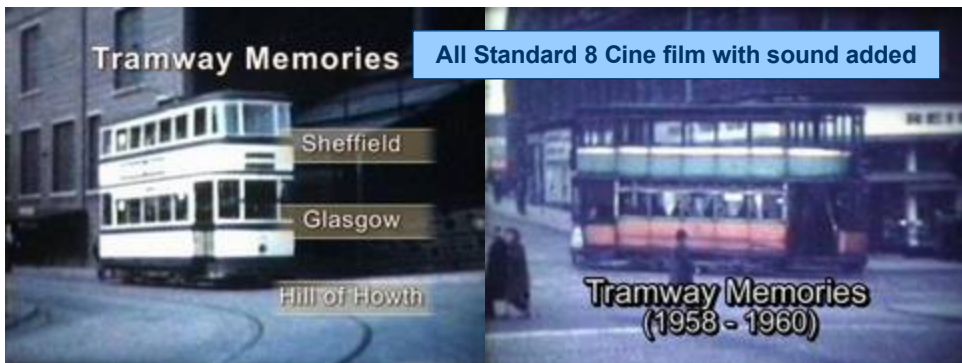 Tramway Memories
All Standard 8 Cine film with sound added
Sheffield
Glasgow
Hill of Howth
Tramway Memories
(1958 - 1960)